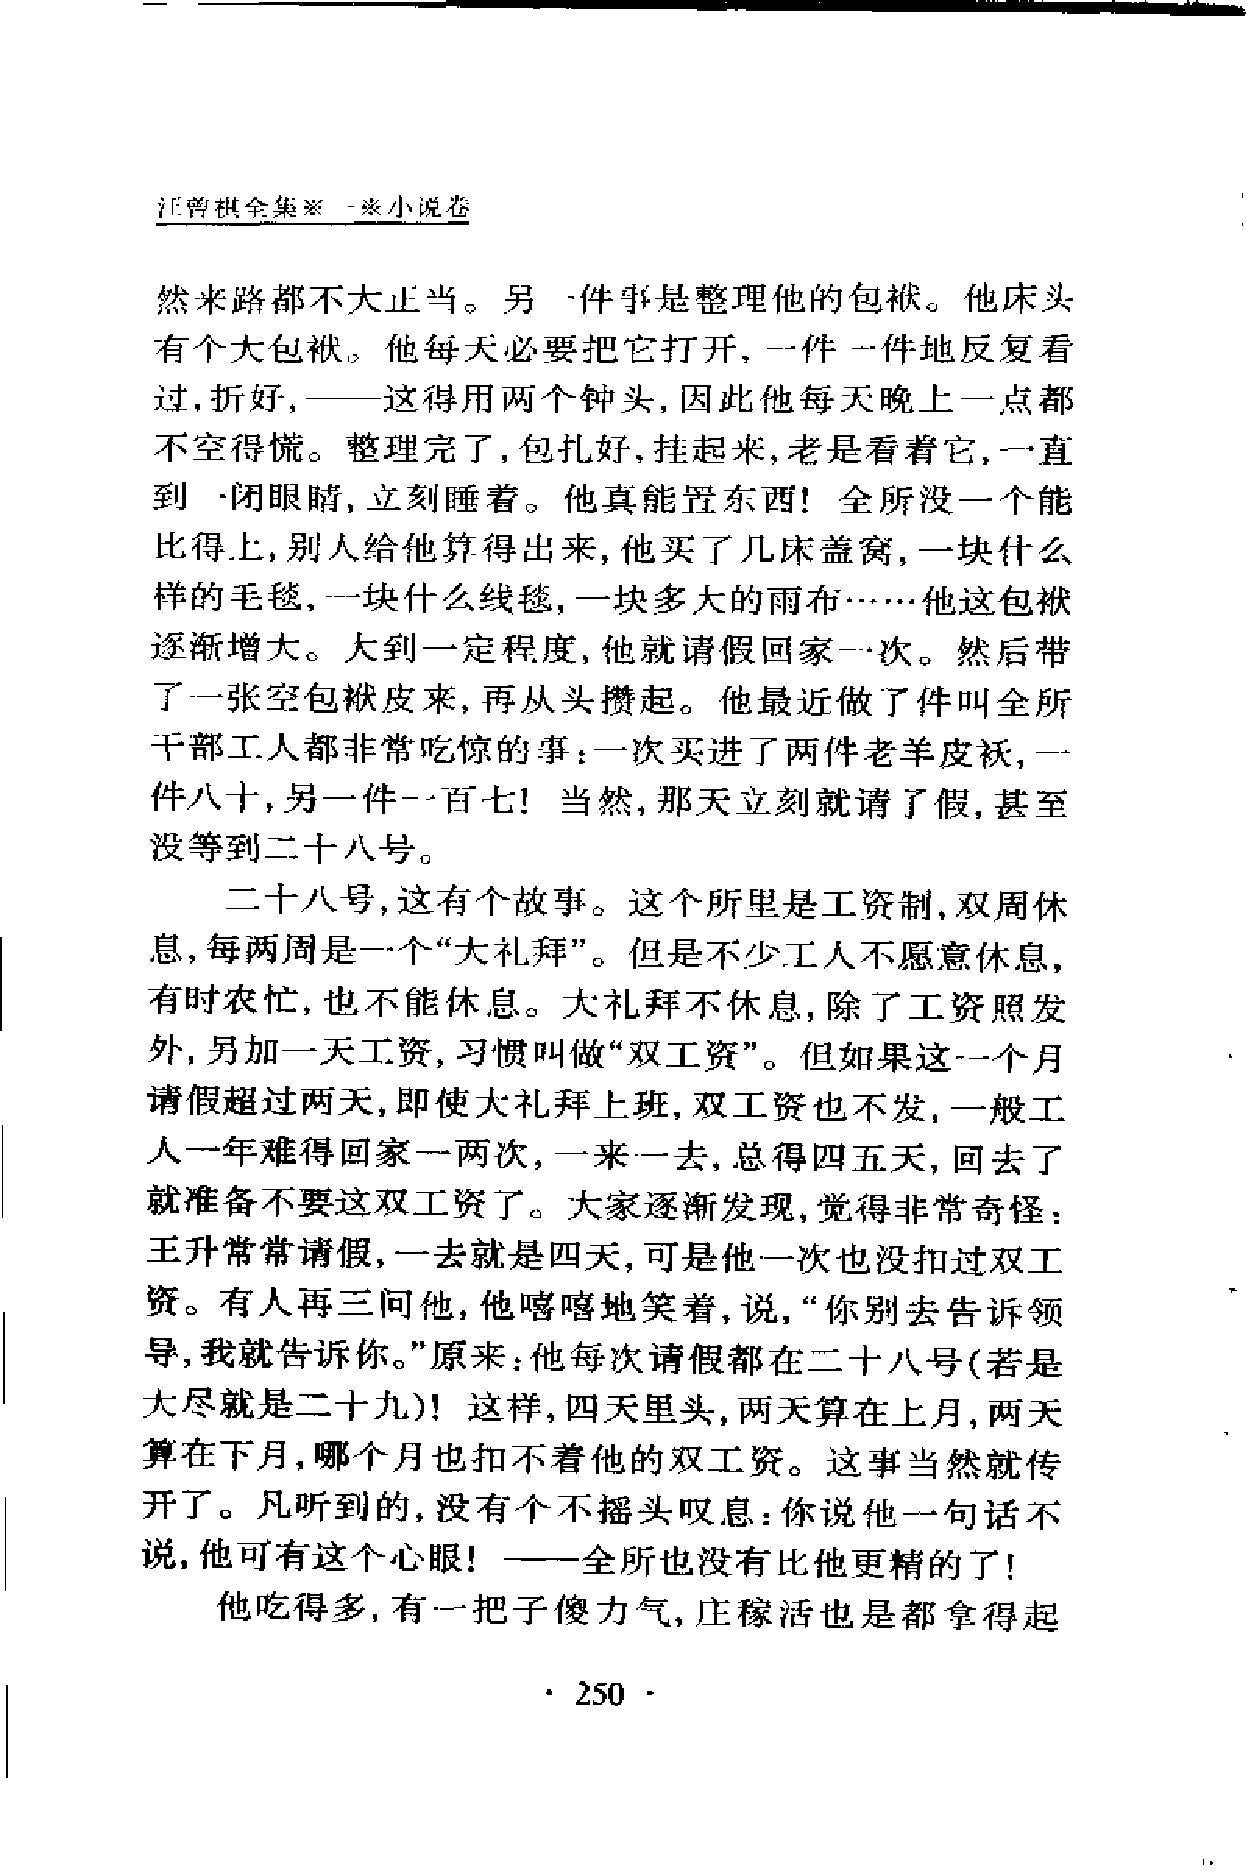 汪曾祺全集※一※小说卷
然来路都不大正当。另一件事是整理他的包袱。他床头
有个大包袱。他每天必要把它打开,一件一件地反复看
过,折好,——这得用两个钟头,因此他每天晚上一点都
不空得慌。整理完了,包扎好,挂起来,老是看着它,一直
到一闭眼睛,立刻睡着。他真能置东西!全所没一个能
比得上,别人给他算得出来,他买了几床盖窝,一块什么
样的毛毯,一块什么线毯,一块多大的雨布……他这包袱
逐渐增大。大到一定程度,他就请假回家一次。然后带
了一张空包袱皮来,再从头攒起。他最近做了件叫全所
干部工人都非常吃惊的事:一次买进了两件老羊皮袄,一
件八十,另一件一百七!当然,那天立刻就请了假,甚至
没等到二十八号。
二十八号,这有个故事。这个所里是工资制,双周休
息,每两周是一个“大礼拜”。但是不少工人不愿意休息,
有时农忙,也不能休息。大礼拜不休息,除了工资照发
外,另加一天工资,习惯叫做“双工资”。但如果这一个月
请假超过两天,即使大礼拜上班,双工资也不发,一般工
人一年难得回家一两次,一来一去,总得四五天,回去了
就准备不要这双工资了。大家逐渐发现,觉得非常奇怪:
王升常常请假,一去就是四天,可是他一次也没扣过双工
资。有人再三问他,他嘻嘻地笑着,说,“你别去告诉领
导,我就告诉你。”原来:他每次请假都在二十八号(若是
大尽就是二十九)!这样,四天里头,两天算在上月,两天
算在下月,哪个月也扣不着他的双工资。这事当然就传
开了。凡听到的,没有个不摇头叹息:你说他一句话不
说,他可有这个心眼!——全所也没有比他更精的了!
他吃得多,有一把子傻力气,庄稼活也是都拿得起
· 250 ·